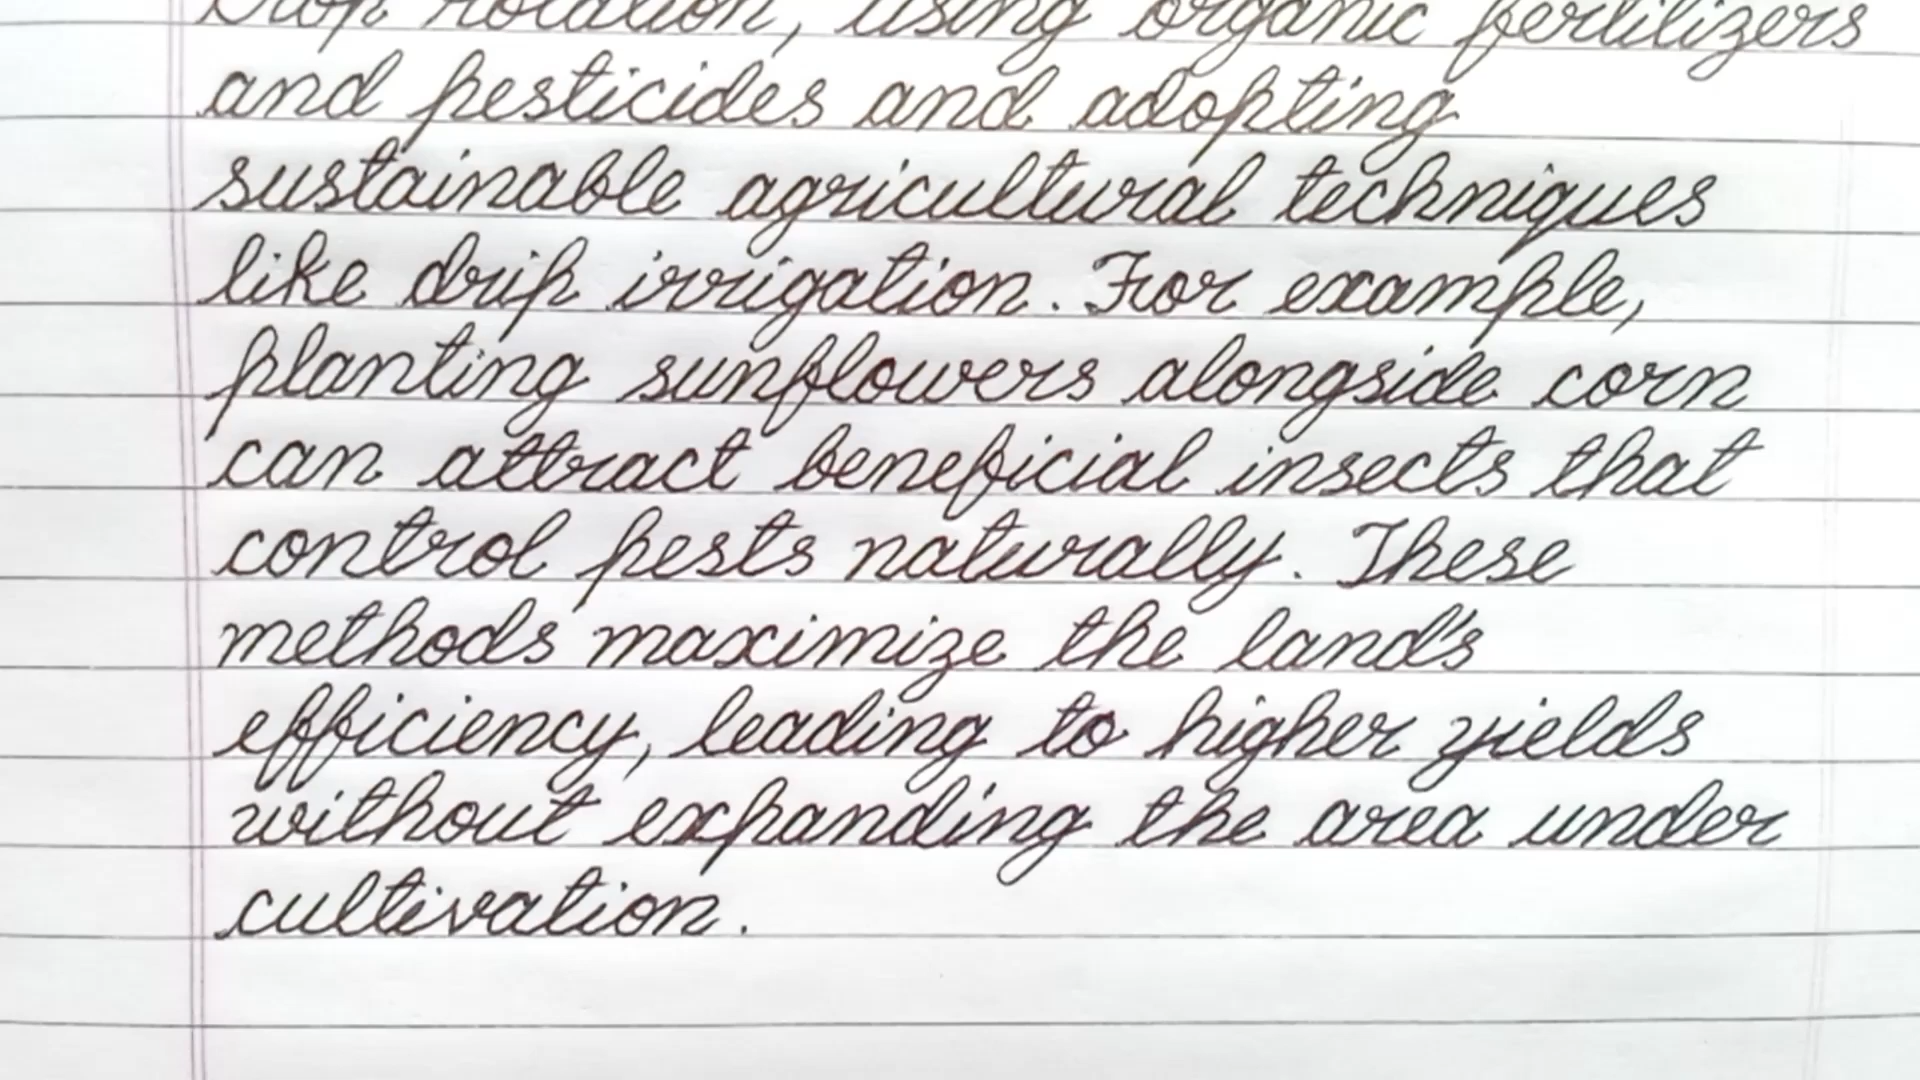 crop rotation, using organic fertilizers
and pesticides and adopting
sustainable agricultural techniques
like drip irrigation. For example,
planting sunflowers alongside corn
can attract beneficial insects that
control pests naturally. These
methods maximize the land's
efficiency, leading to higher yields
without expanding the area under
cultivation.